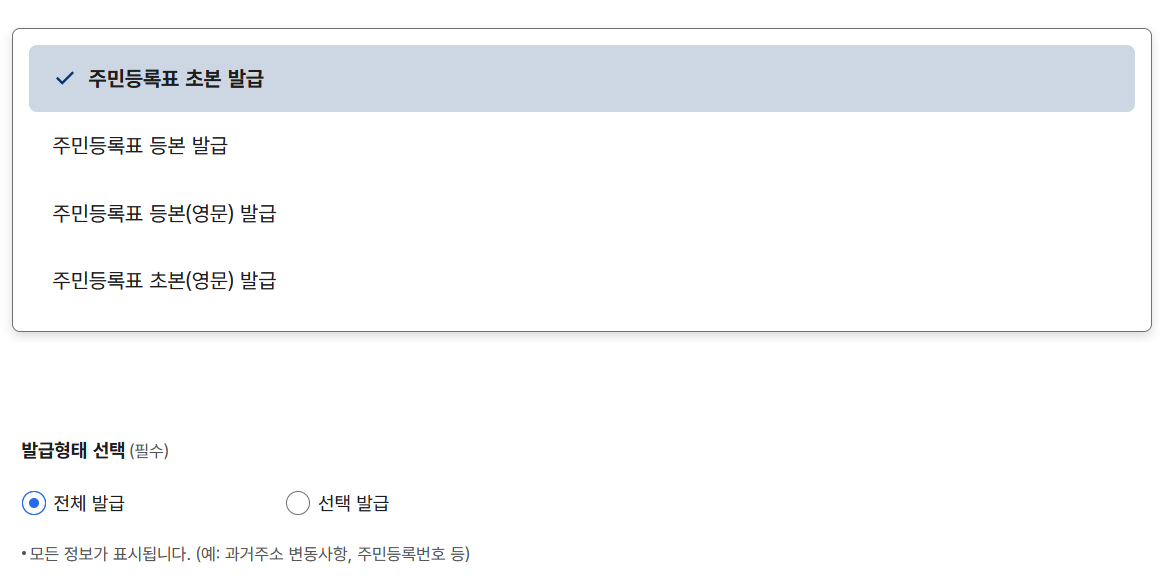 주민등록표 초본 발급
주민등록표 등본 발급
주민등록표 등본(영문) 발급
주민등록표 초본(영문) 발급
발급형태 선택 (필수)
전체 발급 선택 발급
• 모든 정보가 표시됩니다. (예: 과거주소 변동사항, 주민등록번호 등)